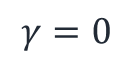 γ = 0